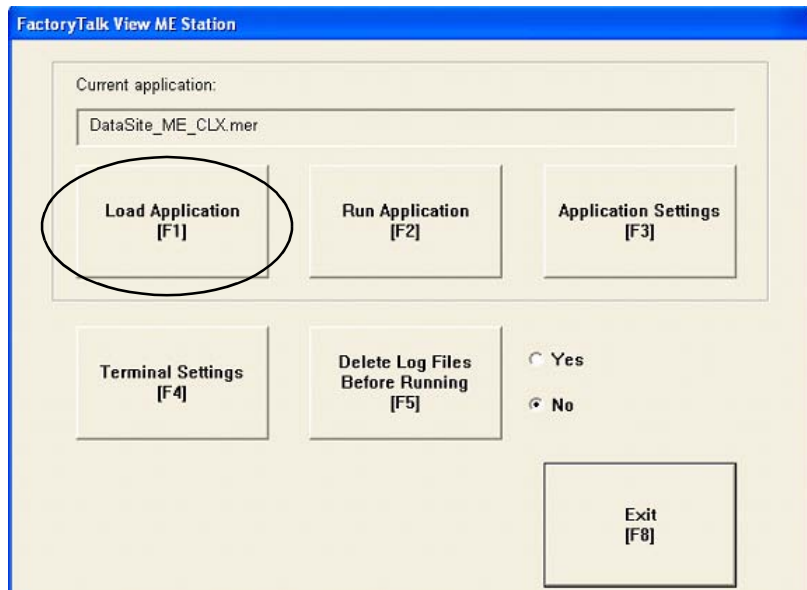 FactoryTalk View ME Station
Current application:
DataSite_ME_CLX.mer
Load Application
[F1]
Run Application
[F2]
Application Settings
[F3]
Terminal Settings
[F4]
Delete Log Files
Before Running
[F5]
Yes
No
Exit
[F8]